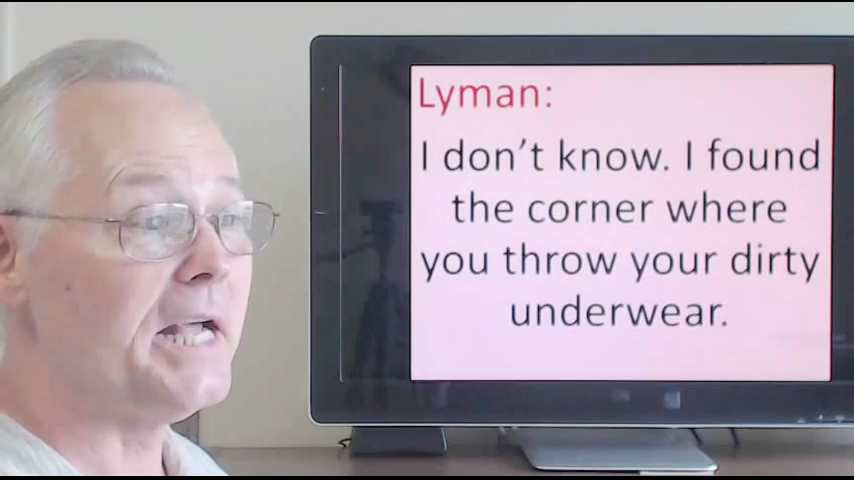 Lyman:
I don't know. I found
the corner where
you throw your dirty
underwear.